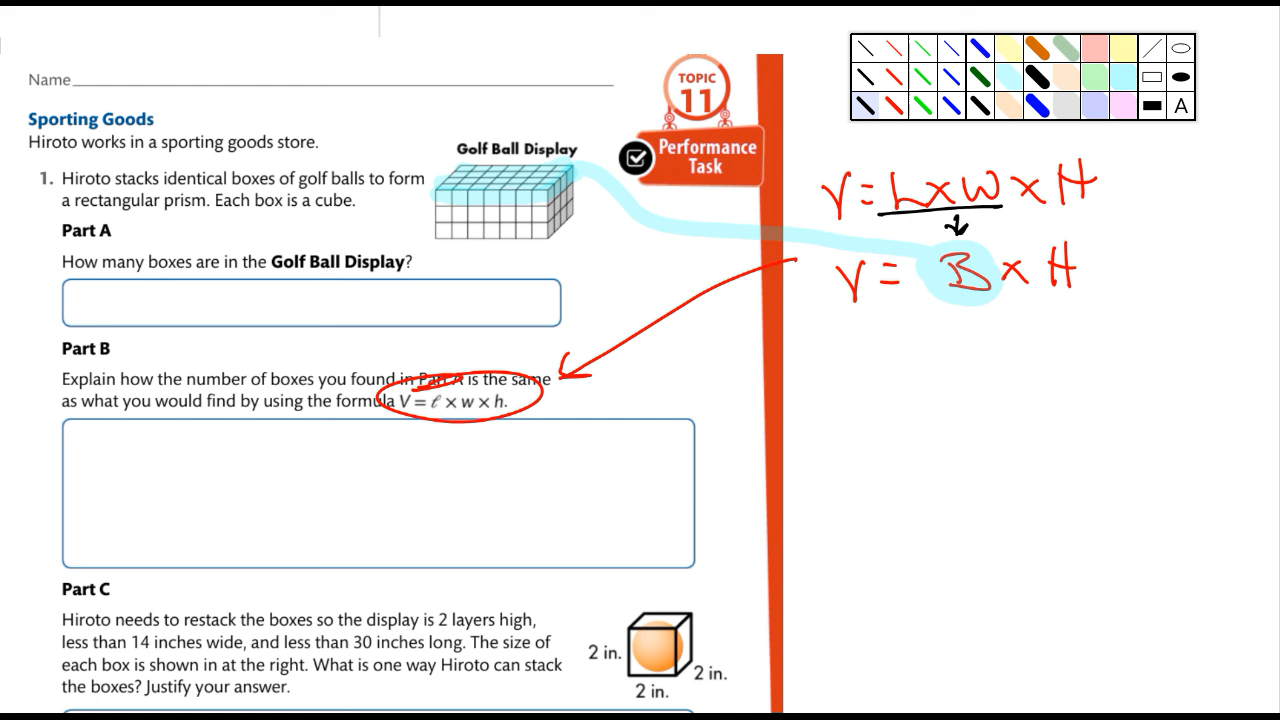 Name
TOPIC
11
Performance
Task
Sporting Goods
Hiroto works in a sporting goods store.
1. Hiroto stacks identical boxes of golf balls to form
a rectangular prism. Each box is a cube.
Golf Ball Display
Part A
How many boxes are in the Golf Ball Display?
Part B
Explain how the number of boxes you found in Part A is the same
as what you would find by using the formula V = ℓ × w × h.
Part C
Hiroto needs to restack the boxes so the display is 2 layers high,
less than 14 inches wide, and less than 30 inches long. The size of
each box is shown in at the right. What is one way Hiroto can stack
the boxes? Justify your answer.
2 in.
2 in.
2 in.
A
V = L x W x H
V = B x H